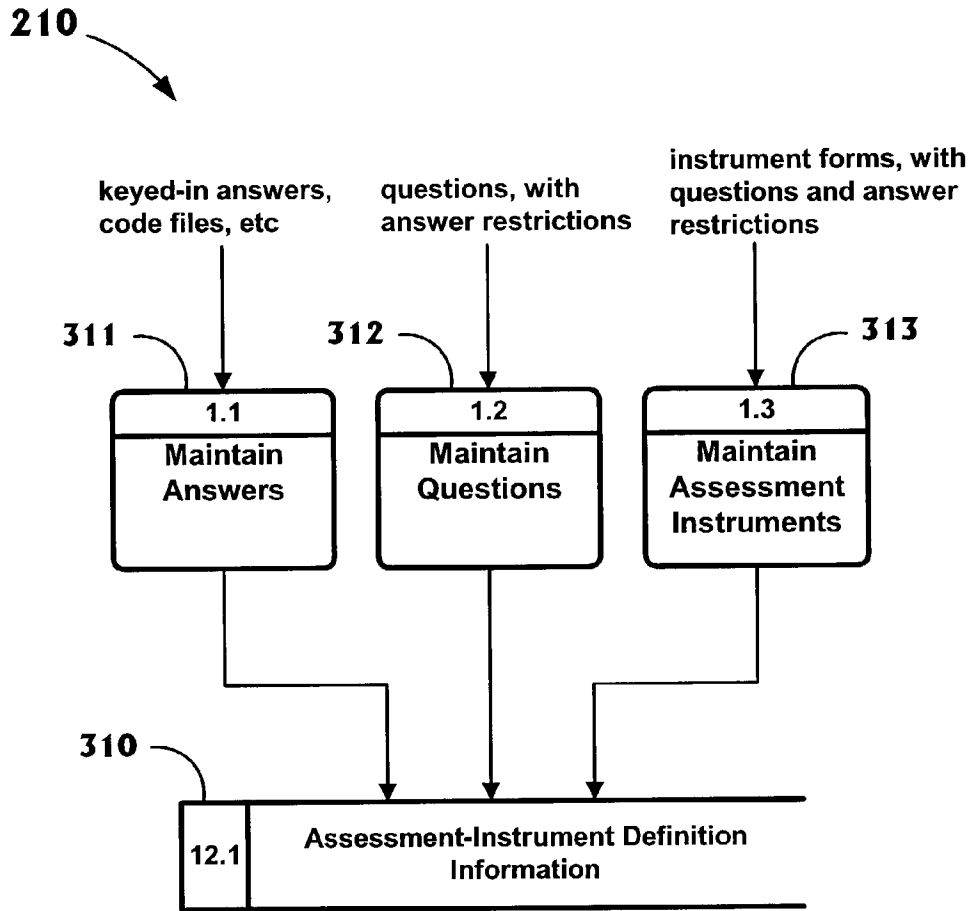 210
keyed-in answers,
code files, etc
questions, with
answer restrictions
instrument forms, with
questions and answer
restrictions
311
312
313
1.1
Maintain
Answers
1.2
Maintain
Questions
1.3
Maintain
Assessment
Instruments
310
12.1
Assessment-Instrument Definition
Information